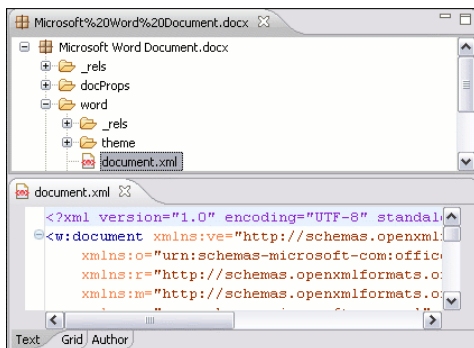 Microsoft%20Word%20Document.docx
Microsoft Word Document.docx
_rels
docProps
word
_rels
theme
document.xml
document.xml
<?xml version="1.0" encoding="UTF-8" standal
<w:document xmlns:ve="http://schemas.openxml
xmlns:o="urn:schemas-microsoft-com:offic
xmlns:r="http://schemas.openxmlformats.o
xmlns:m="http://schemas.openxmlformats.o
Text Grid Author